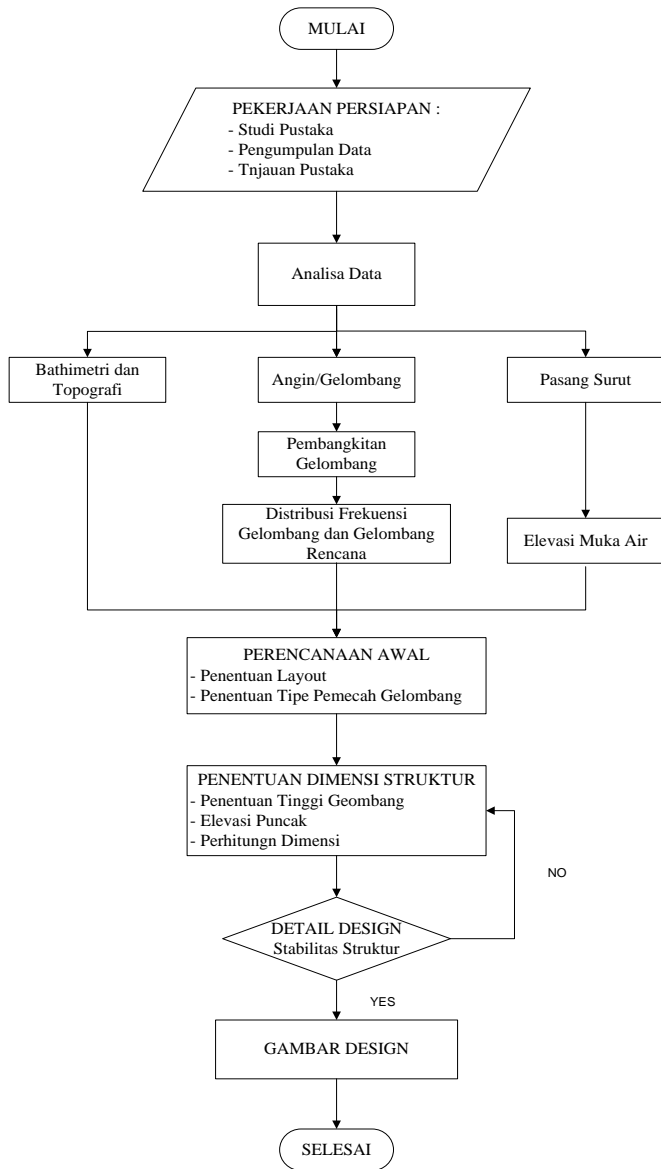 MULAI
PEKERJAAN PERSIAPAN :
- Studi Pustaka
- Pengumpulan Data
- Tnjauan Pustaka
Analisa Data
Bathimetri dan
Topografi
Angin/Gelombang
Pasang Surut
Pembangkitan
Gelombang
Distribusi Frekuensi
Gelombang dan Gelombang
Rencana
Elevasi Muka Air
PERENCANAAN AWAL
- Penentuan Layout
- Penentuan Tipe Pemecah Gelombang
PENENTUAN DIMENSI STRUKTUR
- Penentuan Tinggi Geombang
- Elevasi Puncak
- Perhitungn Dimensi
NO
DETAIL DESIGN
Stabilitas Struktur
YES
GAMBAR DESIGN
SELESAI